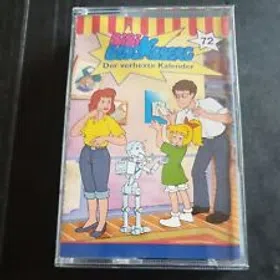 BIBI
BLOCKSBERG
72
Der verhexte Kalender